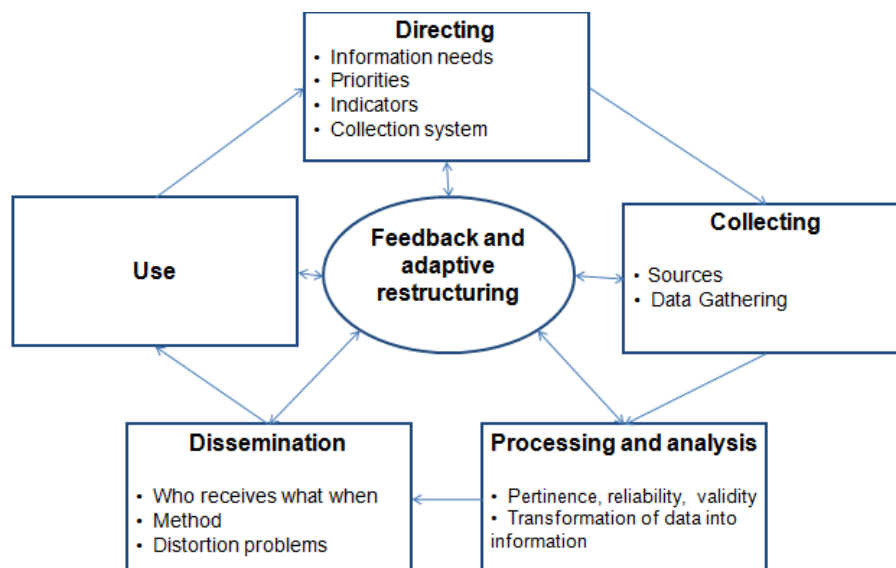 Directing
• Information needs
• Priorities
• Indicators
• Collection system
Feedback and
adaptive
restructuring
Use
Collecting
• Sources
• Data Gathering
Dissemination
• Who receives what when
• Method
• Distortion problems
Processing and analysis
• Pertinence, reliability, validity
• Transformation of data into
information